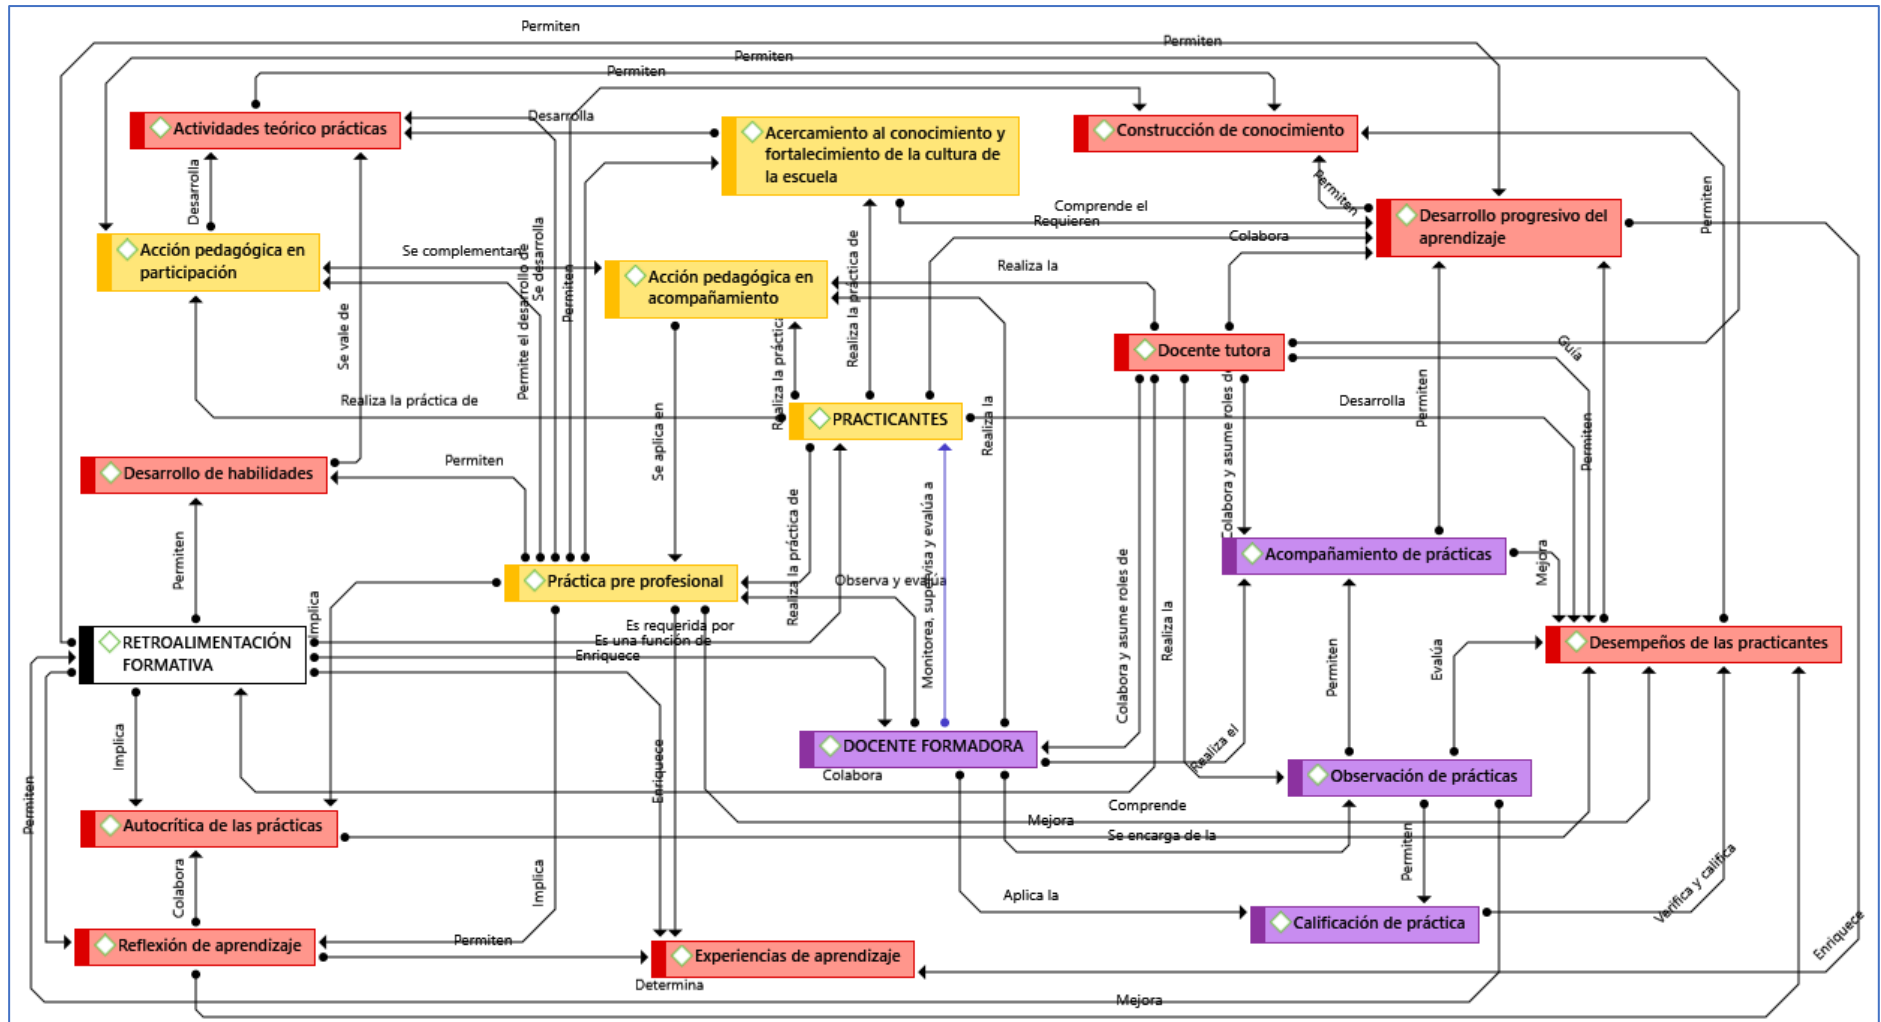 Permiten
Permiten
Permiten
Permiten
Desarrolla
Actividades teórico prácticas
Acercamiento al conocimiento y
fortalecimiento de la cultura de
la escuela
Construcción de conocimiento
Permiten
Desarrolla
Permiten
Comprende el
Requieren
Colabora
Desarrollo progresivo del
aprendizaje
Acción pedagógica en
participación
Se complementan
Permite el desarrollo de
Se desarrolla
Permiten
Acción pedagógica en
acompañamiento
Realiza la práctica de
Realiza la
Se vale de
Docente tutora
Guía
Realiza la práctica de
Realiza la práctica
PRACTICANTES
Realiza la
Colabora y asume roles de
Permiten
Desarrolla
Permiten
Desarrollo de habilidades
Permiten
Se aplica en
Realiza la práctica de
Monitorea, supervisa y evalúa a
Acompañamiento de prácticas
Mejora
Permiten
Práctica pre profesional
Observa y evalúa
Colabora y asume roles de
Realiza la
Implica
Es requerida por
Es una función de
Enriquece
RETROALIMENTACIÓN
FORMATIVA
Permiten
Evalúa
Desempeños de las practicantes
Implica
Enriquece
DOCENTE FORMADORA
Colabora
Realiza el
Observación de prácticas
Permiten
Autocrítica de las prácticas
Comprende
Mejora
Se encarga de la
Permiten
Colabora
Implica
Aplica la
Calificación de práctica
Verifica y califica
Enriquece
Reflexión de aprendizaje
Permiten
Experiencias de aprendizaje
Determina
Mejora